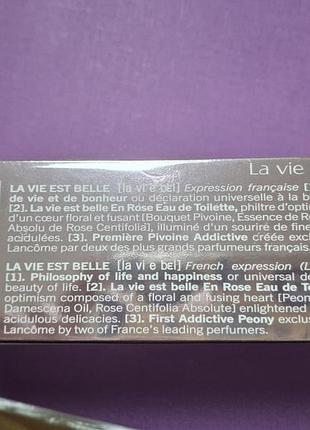 La vie
LA VIE EST BELLE [la vi ɛ bɛl] Expression française
de vie et de bonheur ou déclaration universelle à la b
[2]. La vie est belle En Rose Eau de Toilette, philtre d'opti
d'un cœur floral et fusant [Bouquet Pivoine, Essence de R
Absolu de Rose Centifolia], illuminé d'un sourire de fine
acidulées. [3]. Première Pivoine Addictive créée exclu
Lancôme par deux des plus grands parfumeurs français.
LA VIE EST BELLE [la vi ɛ bɛl] French expression (L
[1]. Philosophy of life and happiness or universal de
beauty of life. [2]. La vie est belle En Rose Eau de Toi
optimism composed of a floral and fusing heart [Peon
Damescena Oil, Rose Centifolia Absolute] enlightened
acidulous delicacies. [3]. First Addictive Peony exclus
Lancôme by two of France's leading perfumers.